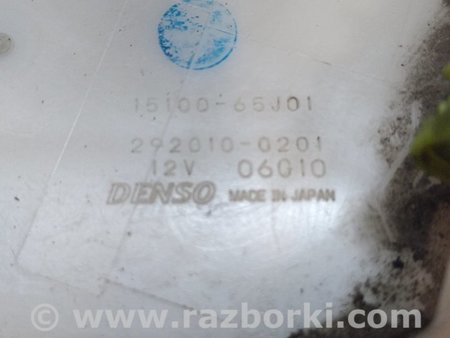 15100-65J01
292010-0201
12V 06010
DENSO MADE IN JAPAN
© www.razborki.com/